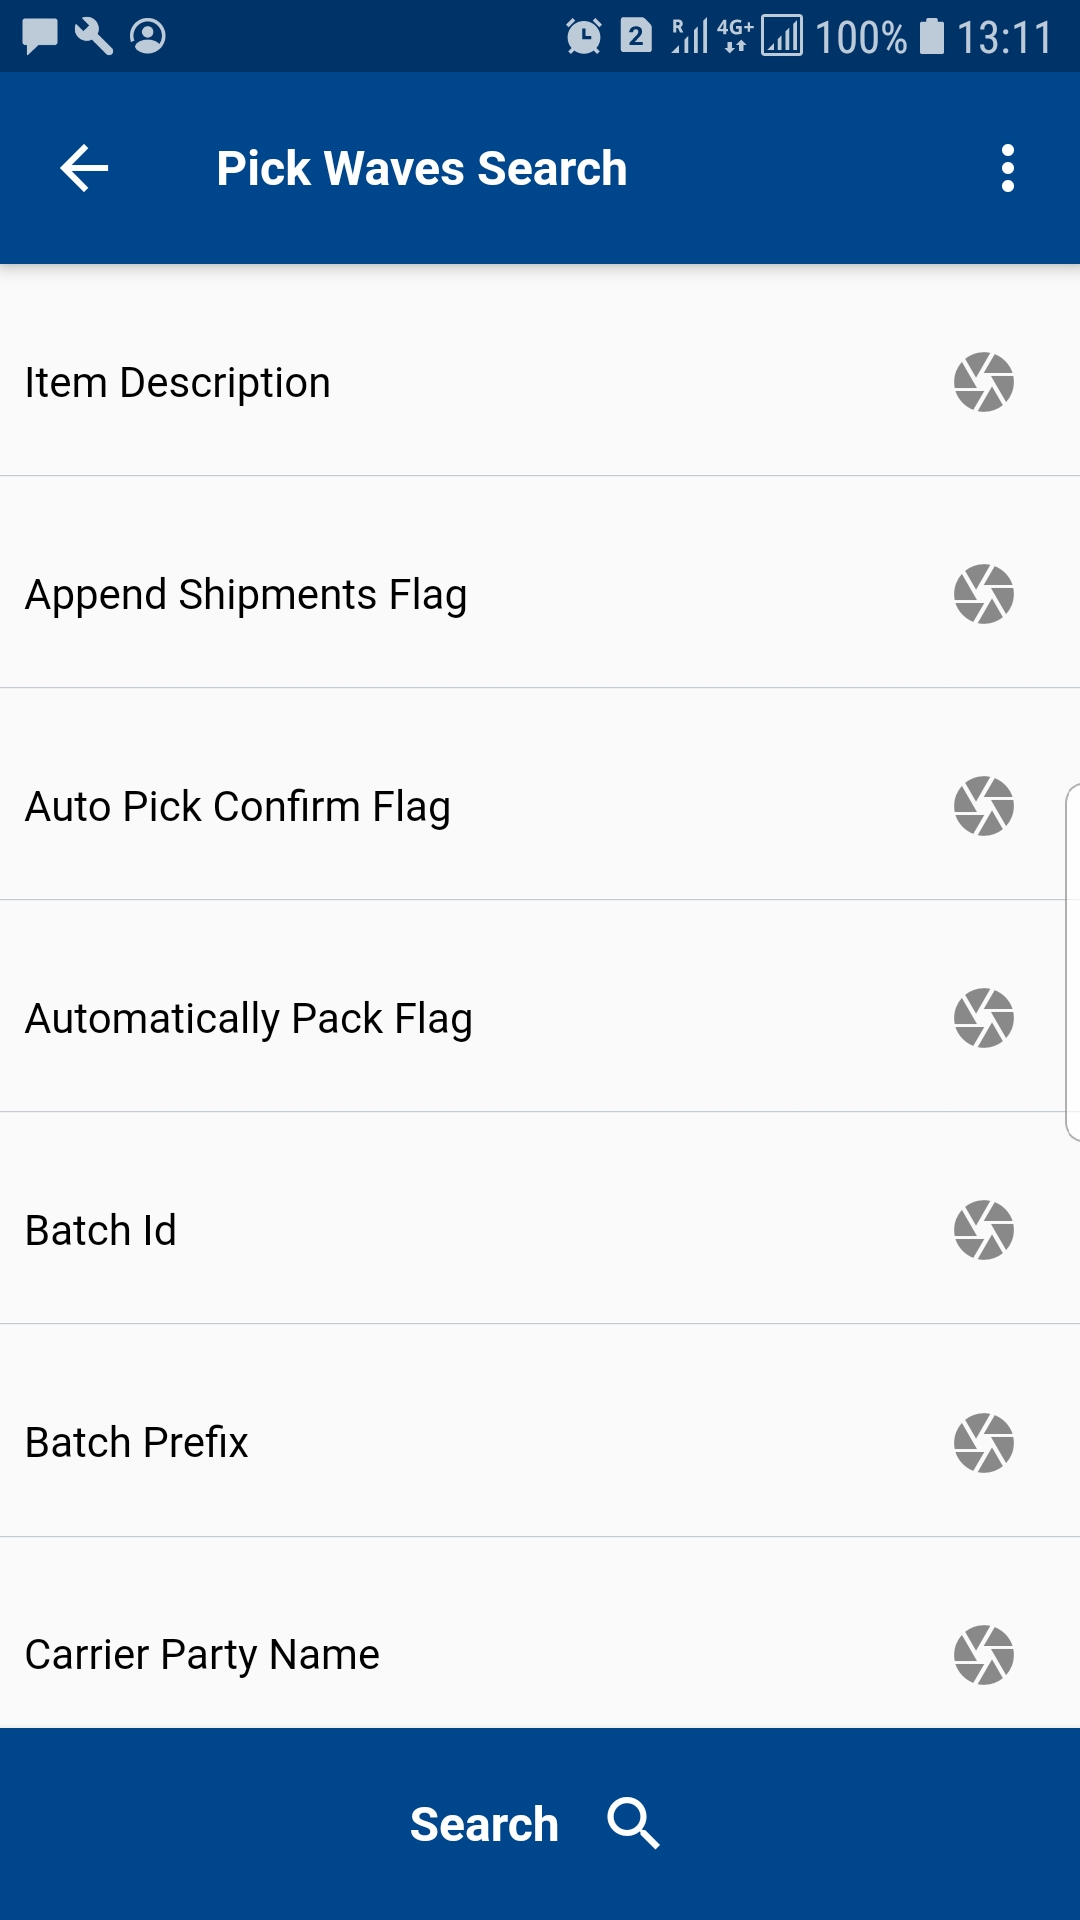 2 R 4G+ 100% 13:11
Pick Waves Search
Item Description
Append Shipments Flag
Auto Pick Confirm Flag
Automatically Pack Flag
Batch Id
Batch Prefix
Carrier Party Name
Search